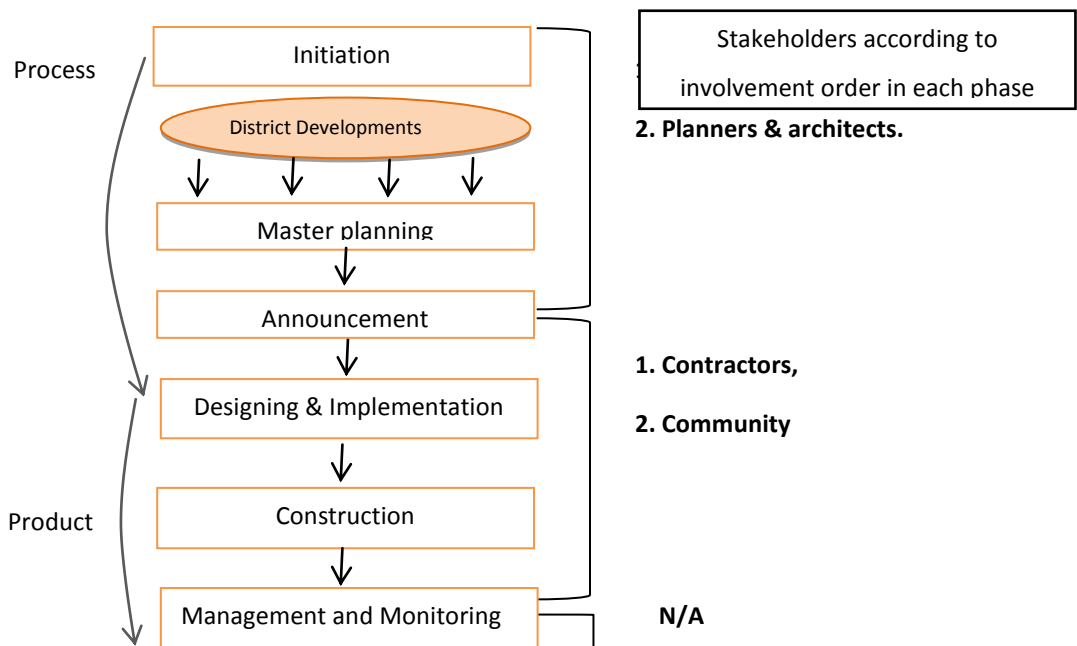 Stakeholders according to
involvement order in each phase
Process
Initiation
District Developments
2. Planners & architects.
Master planning
Announcement
1. Contractors,
Designing & Implementation
2. Community
Product
Construction
Management and Monitoring
N/A